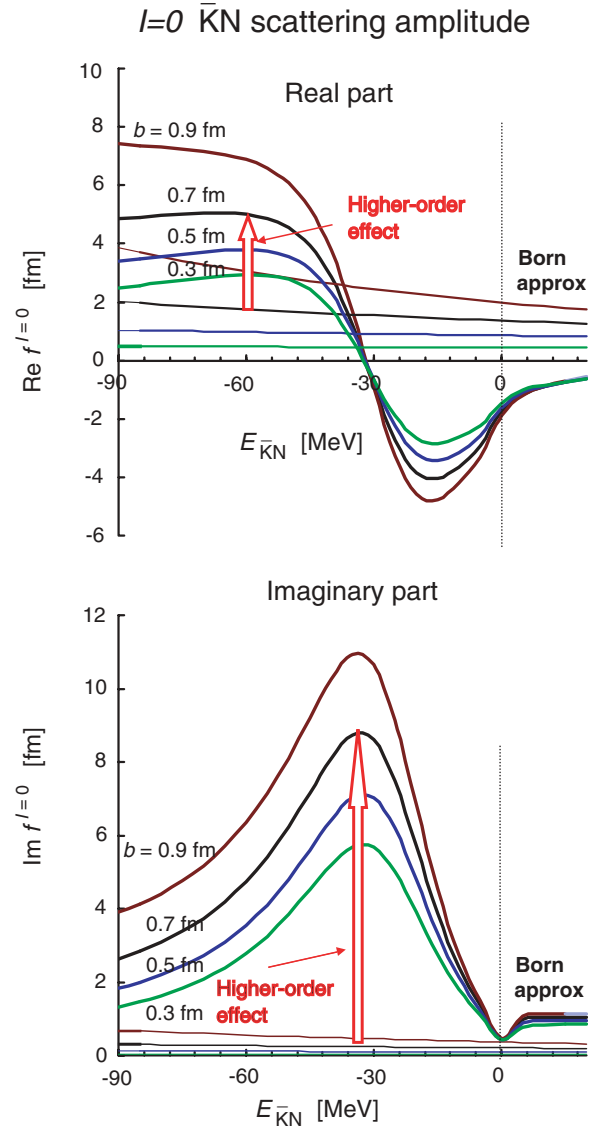 I=0 K̄N scattering amplitude
Real part
10
8
6
4
2
0
-2
-4
-6
Re f^{I=0} [fm]
b = 0.9 fm
0.7 fm
0.5 fm
0.3 fm
Higher-order
effect
Born
approx
-90
-60
-30
0
E_{K̄N} [MeV]
Imaginary part
12
10
8
6
4
2
0
Im f^{I=0} [fm]
b = 0.9 fm
0.7 fm
0.5 fm
0.3 fm
Higher-order
effect
Born
approx
-90
-60
-30
0
E_{K̄N} [MeV]